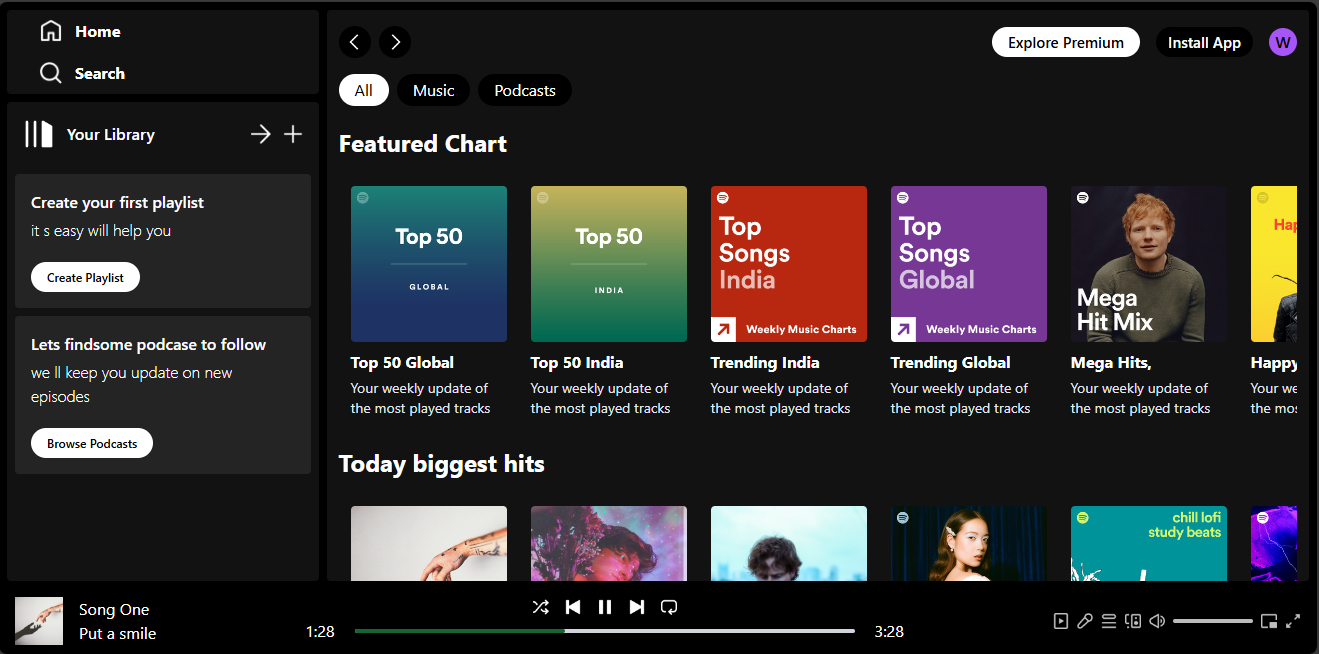 Home
Search
Your Library
Create your first playlist
it s easy will help you
Create Playlist
Lets findsome podcase to follow
we ll keep you update on new
episodes
Browse Podcasts
Explore Premium
Install App
W
All
Music
Podcasts
Featured Chart
Top 50
GLOBAL
Top 50 Global
Your weekly update of
the most played tracks
Top 50
INDIA
Top 50 India
Your weekly update of
the most played tracks
Top
Songs
India
Weekly Music Charts
Trending India
Your weekly update of
the most played tracks
Top
Songs
Global
Weekly Music Charts
Trending Global
Your weekly update of
the most played tracks
Mega
Hit Mix
Mega Hits,
Your weekly update of
the most played tracks
Hap
Happy
Your we
the mos
Today biggest hits
chill lofi
study beats
Song One
Put a smile
1:28
3:28